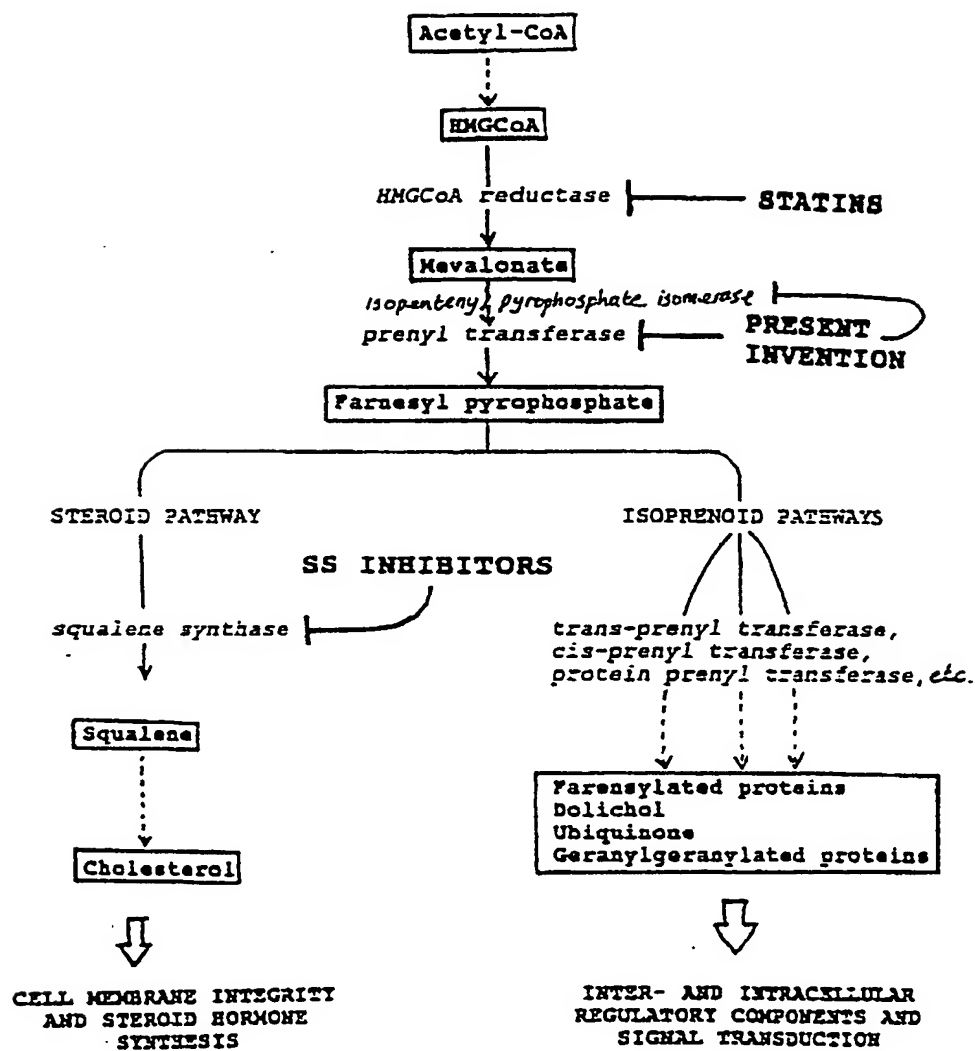 Acetyl-CoA
HMGCoA
HMGCoA reductase
STATINS
Mevalonate
isopentenyl pyrophosphate isomerase
prenyl transferase
PRESENT
INVENTION
Farnesyl pyrophosphate
STEROID PATHWAY
ISOPRENOID PATHWAYS
SS INHIBITORS
squalene synthase
trans-prenyl transferase,
cis-prenyl transferase,
protein prenyl transferase, etc.
Squalene
Farensylated proteins
Dolichol
Ubiquinone
Geranylgeranylated proteins
Cholesterol
CELL MEMBRANE INTEGRITY
AND STEROID HORMONE
SYNTHESIS
INTER- AND INTRACELLULAR
REGULATORY COMPONENTS AND
SIGNAL TRANSDUCTION